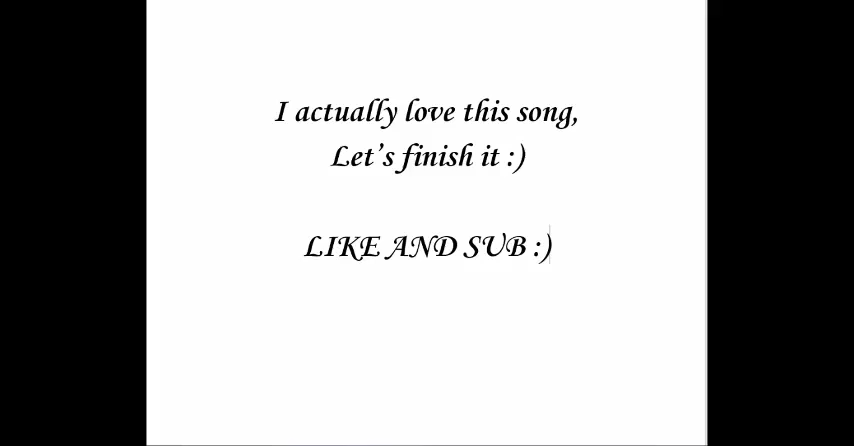 I actually love this song,
Let’s finish it :)
LIKE AND SUB :)